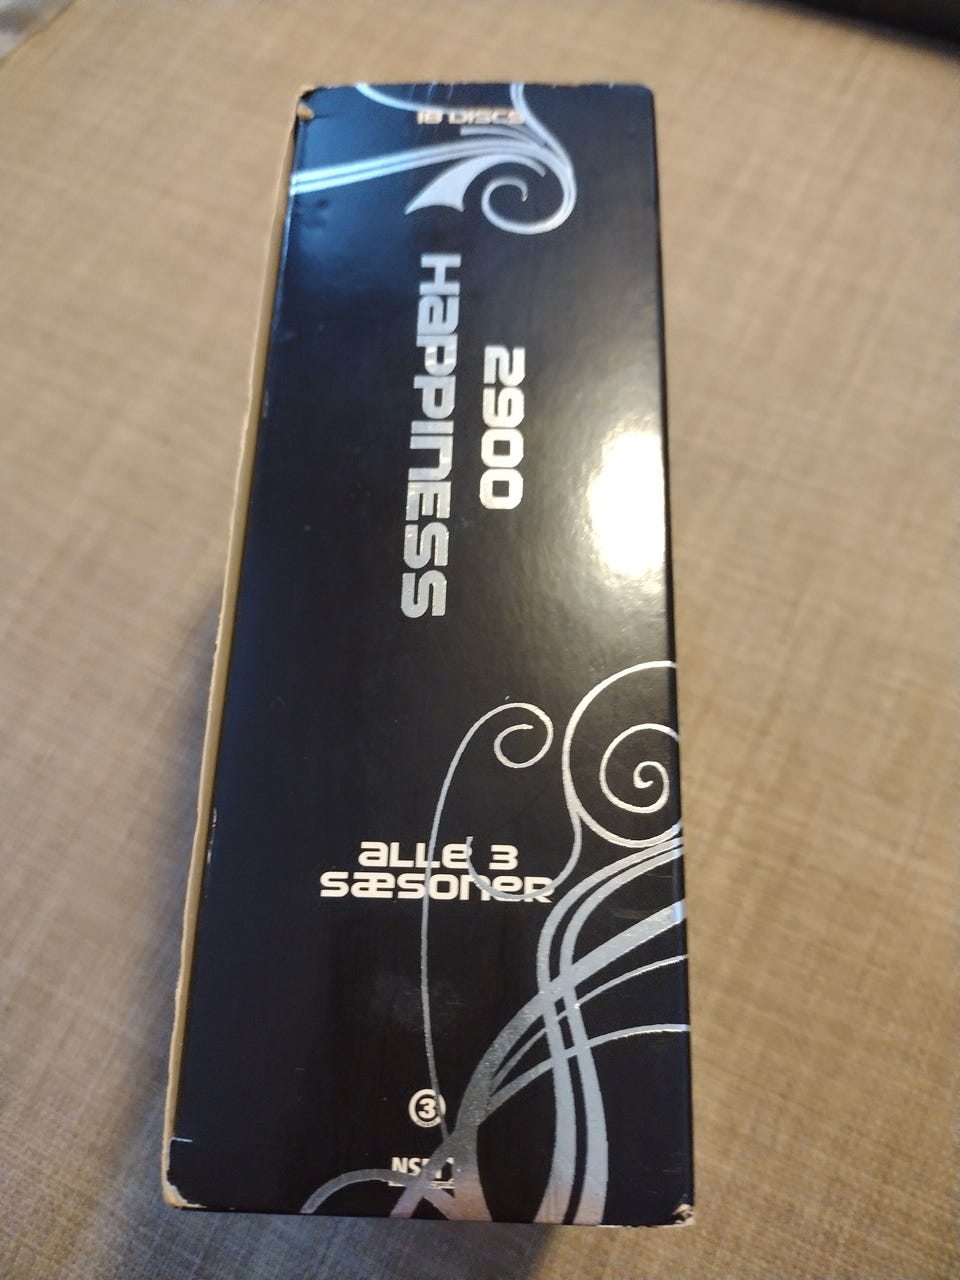 18 DISCS
2900
HAPPINESS
ALLE 3
SÆSONER
3